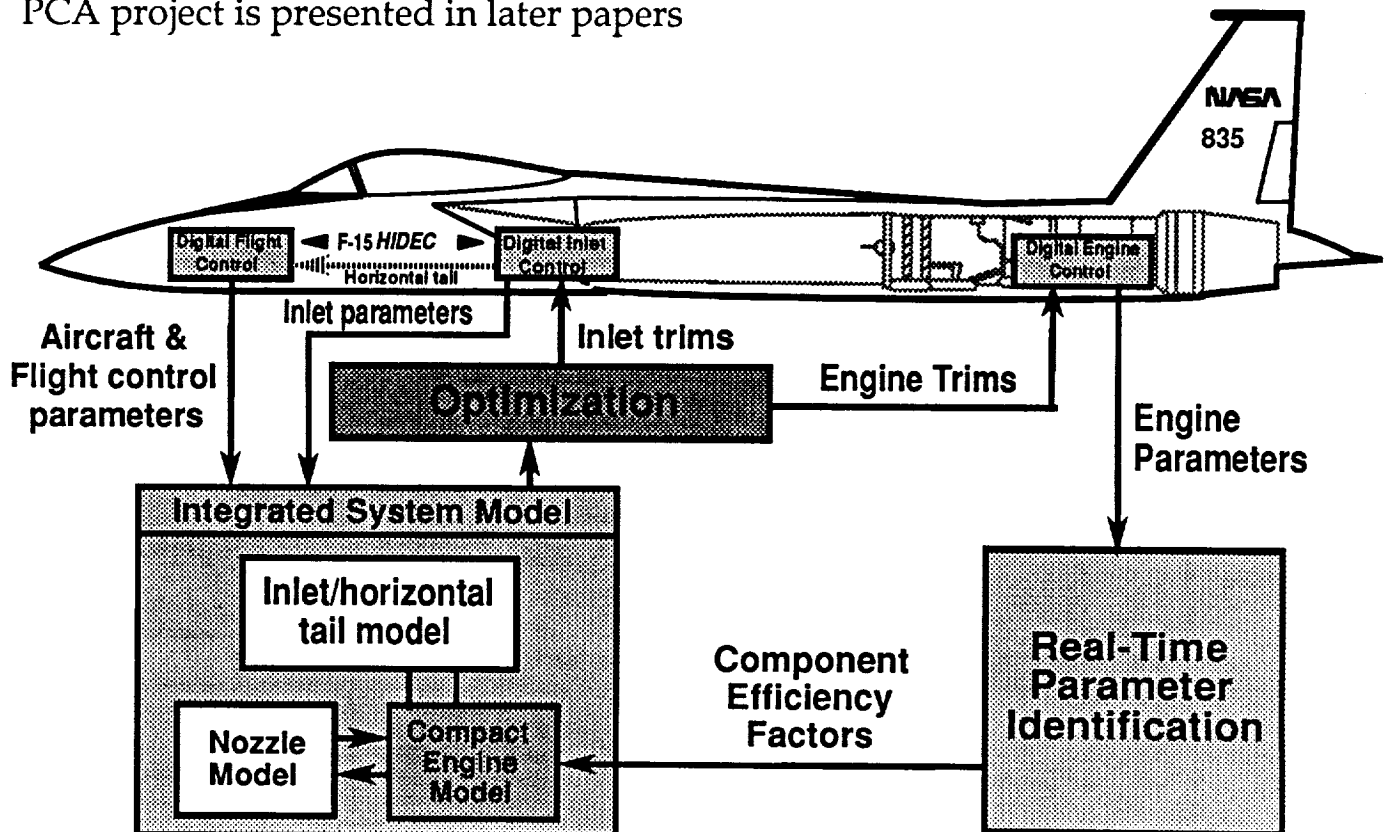 PCA project is presented in later papers
NASA
835
Digital Flight
Control
F-15 HIDEC
Horizontal tail
Digital Inlet
Control
Digital Engine
Control
Inlet parameters
Aircraft &
Flight control
parameters
Inlet trims
Optimization
Engine Trims
Engine
Parameters
Integrated System Model
Inlet/horizontal
tail model
Nozzle
Model
Compact
Engine
Model
Component
Efficiency
Factors
Real-Time
Parameter
Identification